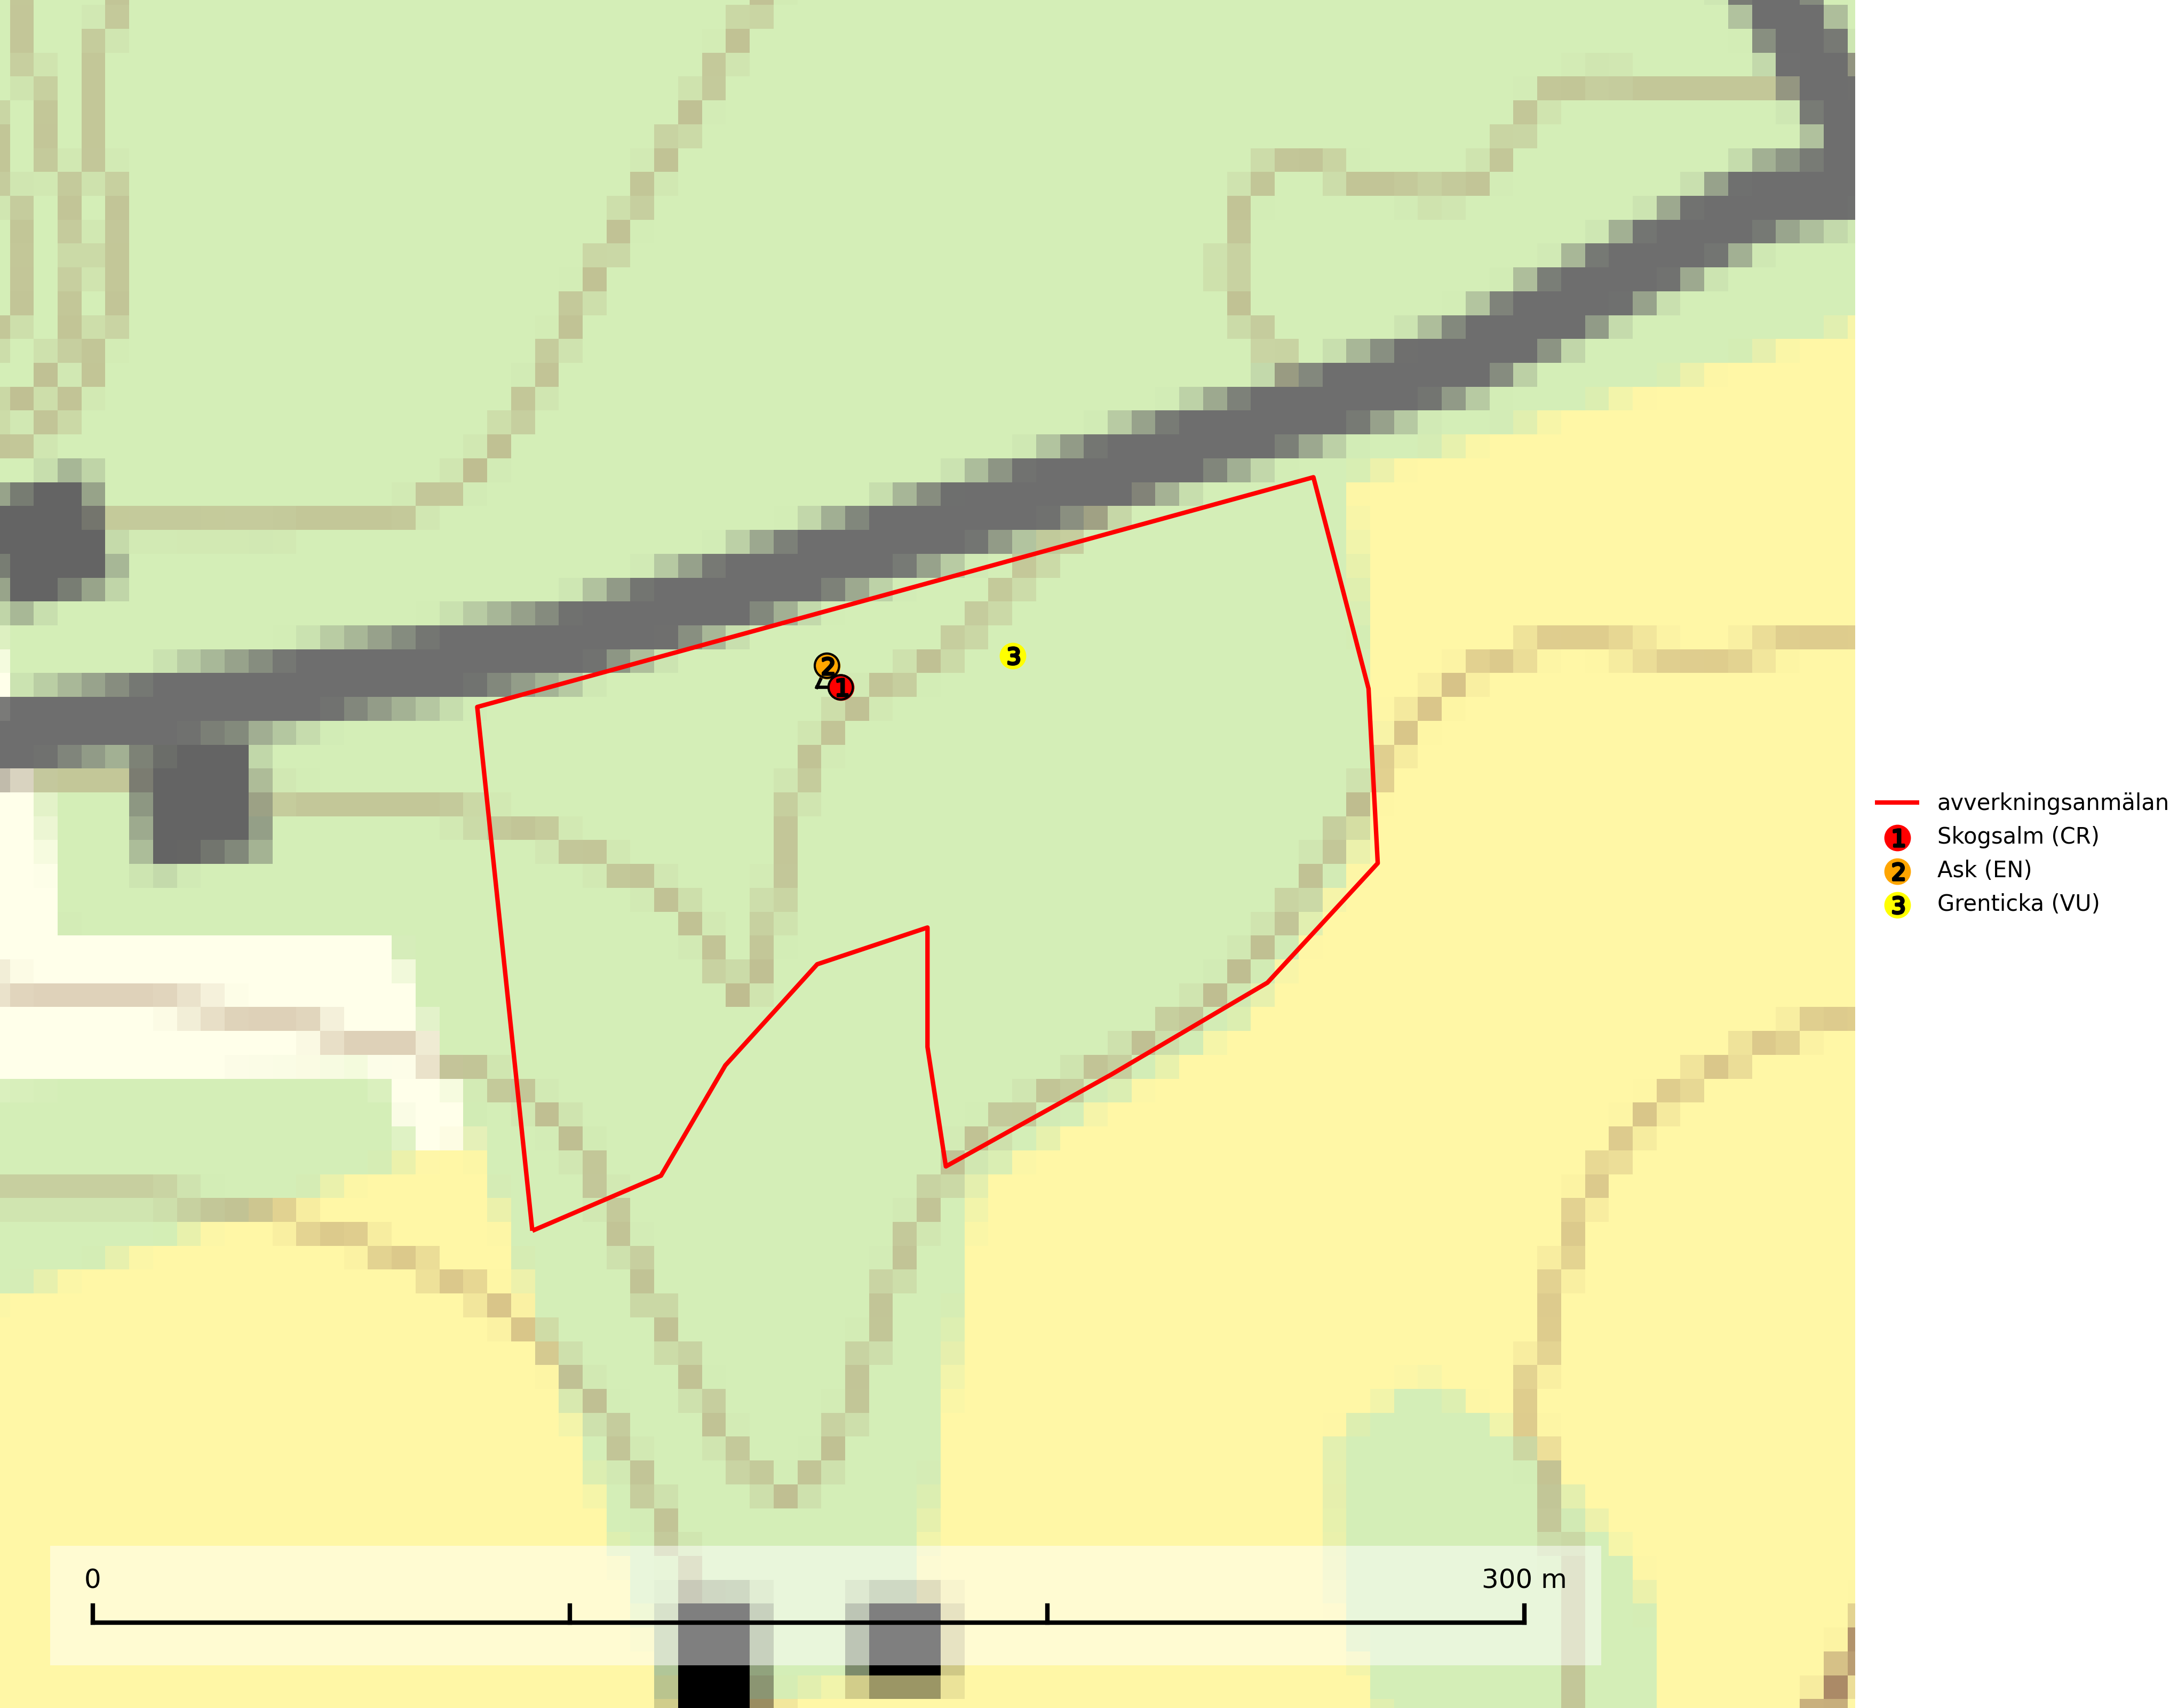 2
1
3
avverkningsanmälan
1 Skogsalm (CR)
2 Ask (EN)
3 Grenticka (VU)
0 300 m